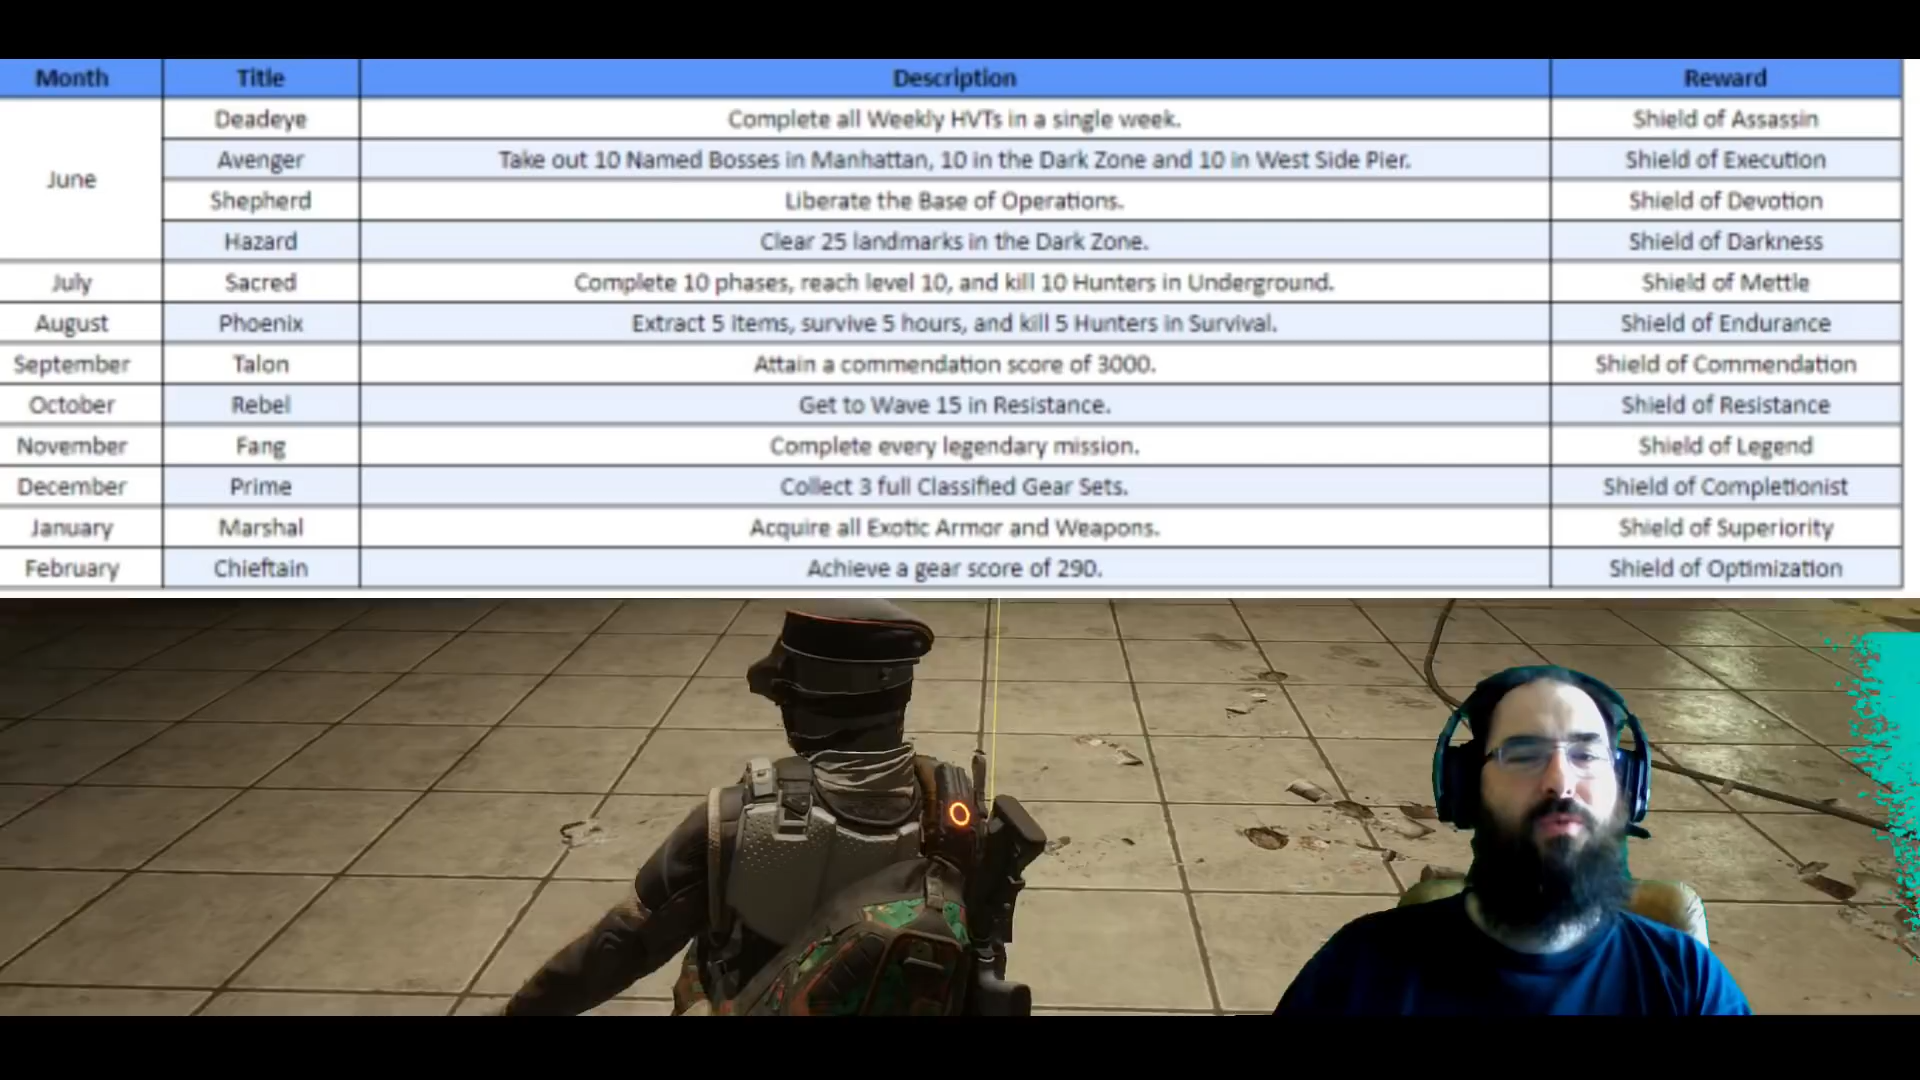 Month Title Description Reward
June
Deadeye Complete all Weekly HVTs in a single week. Shield of Assassin
Avenger Take out 10 Named Bosses in Manhattan, 10 in the Dark Zone and 10 in West Side Pier. Shield of Execution
Shepherd Liberate the Base of Operations. Shield of Devotion
Hazard Clear 25 landmarks in the Dark Zone. Shield of Darkness
July Sacred Complete 10 phases, reach level 10, and kill 10 Hunters in Underground. Shield of Mettle
August Phoenix Extract 5 items, survive 5 hours, and kill 5 Hunters in Survival. Shield of Endurance
September Talon Attain a commendation score of 3000. Shield of Commendation
October Rebel Get to Wave 15 in Resistance. Shield of Resistance
November Fang Complete every legendary mission. Shield of Legend
December Prime Collect 3 full Classified Gear Sets. Shield of Completionist
January Marshal Acquire all Exotic Armor and Weapons. Shield of Superiority
February Chieftain Achieve a gear score of 290. Shield of Optimization